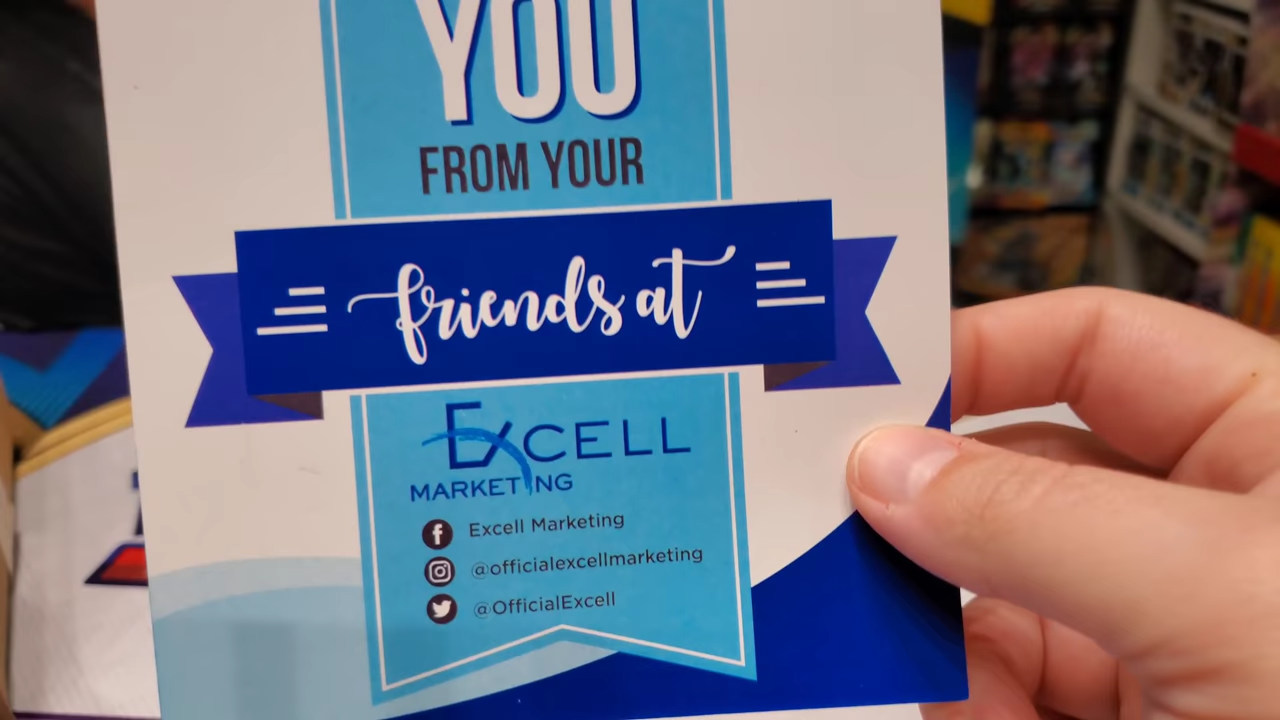 YOU
FROM YOUR
friends at
EXCELL
MARKETING
Excell Marketing
@officialexcellmarketing
@OfficialExcell